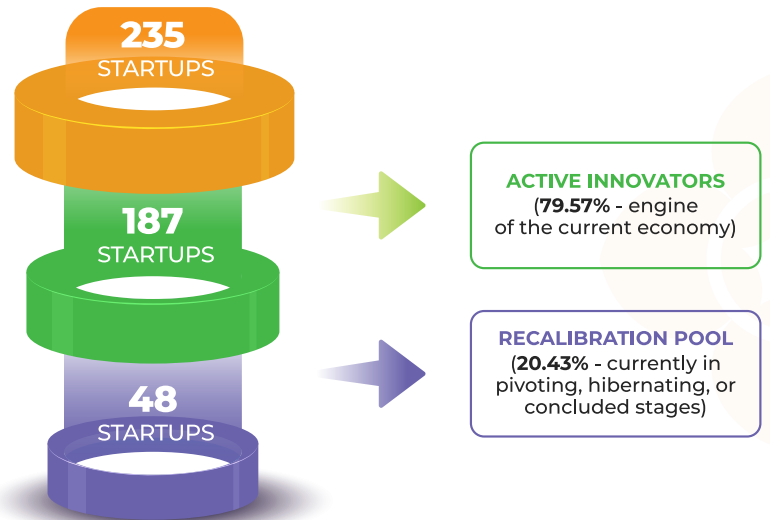 235
STARTUPS
187
STARTUPS
ACTIVE INNOVATORS
(79.57% - engine
of the current economy)
48
STARTUPS
RECALIBRATION POOL
(20.43% - currently in
pivoting, hibernating, or
concluded stages)